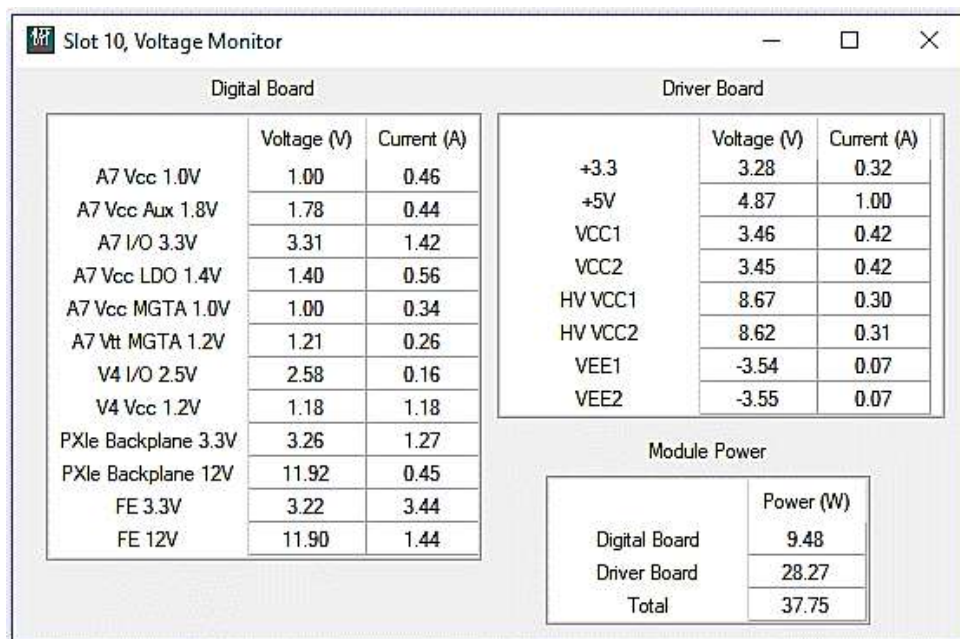 Slot 10, Voltage Monitor
Digital Board
Voltage (V) Current (A)
A7 Vcc 1.0V 1.00 0.46
A7 Vcc Aux 1.8V 1.78 0.44
A7 I/O 3.3V 3.31 1.42
A7 Vcc LDO 1.4V 1.40 0.56
A7 Vcc MGTA 1.0V 1.00 0.34
A7 Vtt MGTA 1.2V 1.21 0.26
V4 I/O 2.5V 2.58 0.16
V4 Vcc 1.2V 1.18 1.18
PXIe Backplane 3.3V 3.26 1.27
PXIe Backplane 12V 11.92 0.45
FE 3.3V 3.22 3.44
FE 12V 11.90 1.44
Driver Board
Voltage (V) Current (A)
+3.3 3.28 0.32
+5V 4.87 1.00
VCC1 3.46 0.42
VCC2 3.45 0.42
HV VCC1 8.67 0.30
HV VCC2 8.62 0.31
VEE1 -3.54 0.07
VEE2 -3.55 0.07
Module Power
Power (W)
Digital Board 9.48
Driver Board 28.27
Total 37.75